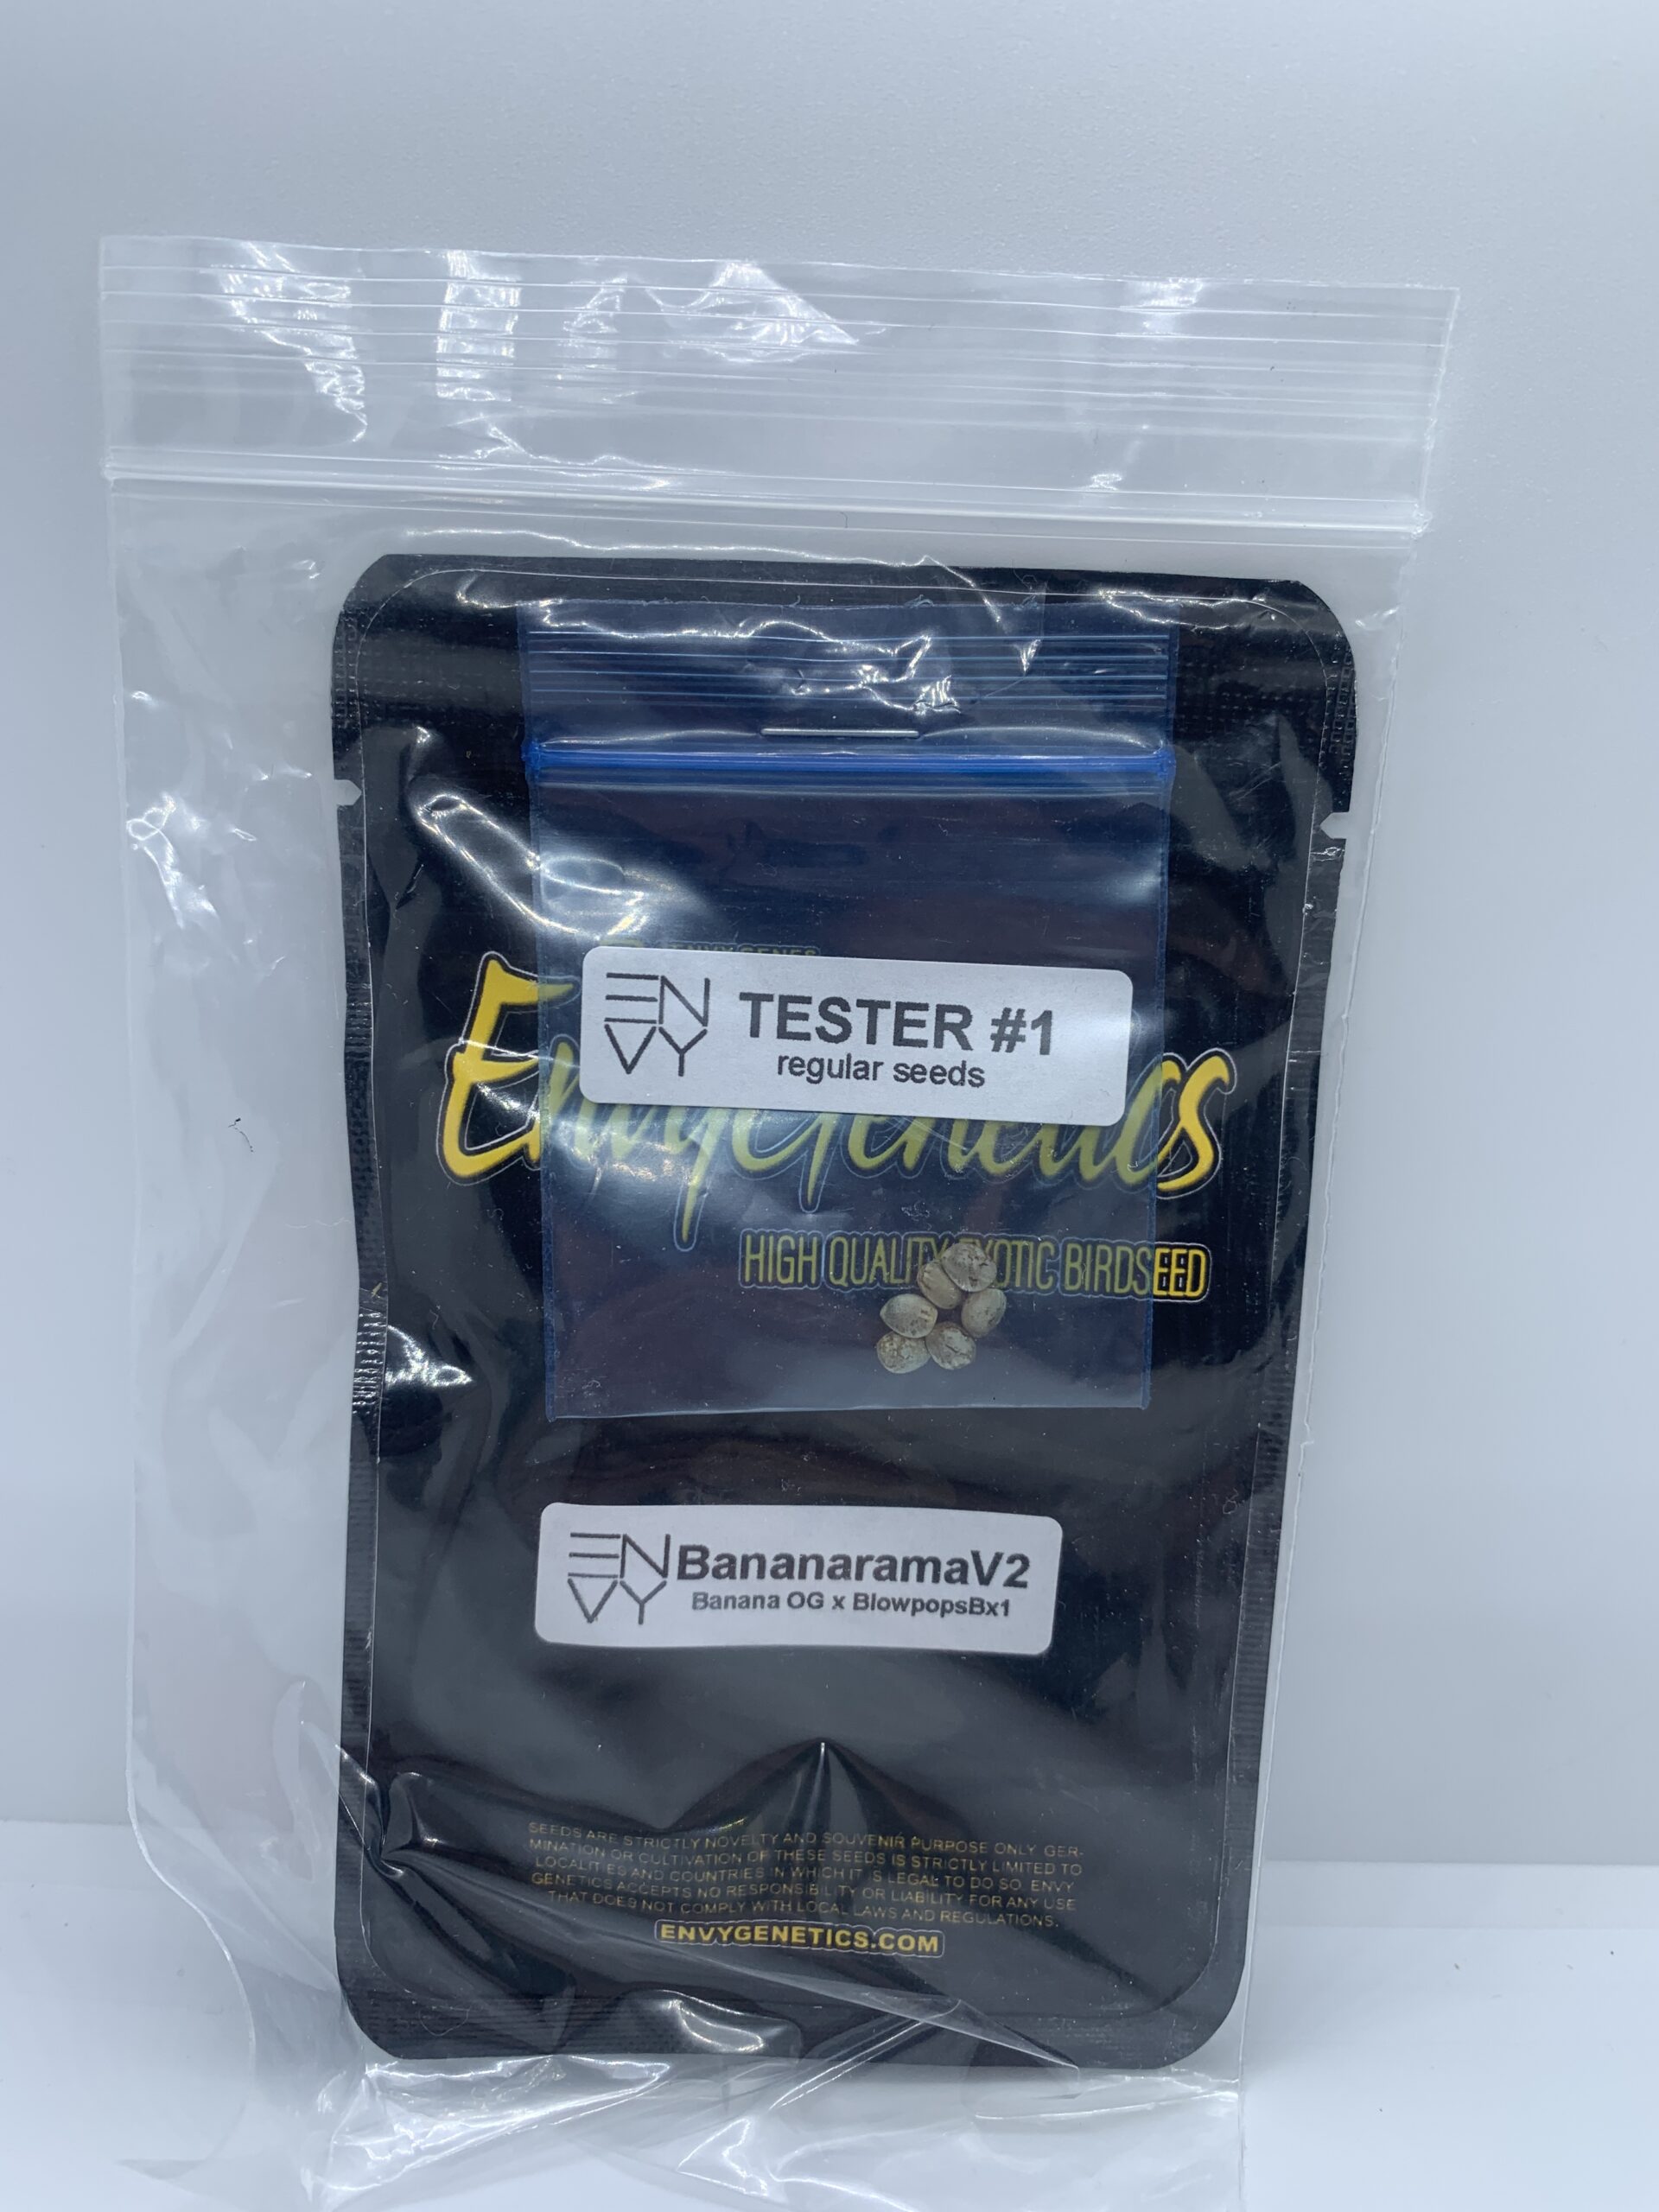 ENVY GENES
EN
VY
TESTER #1
regular seeds
EnvyGenetics
HIGH QUALITY EXOTIC BIRDSEED
EN
VY
BananaramaV2
Banana OG x BlowpopsBx1
SEEDS ARE STRICTLY NOVELTY AND SOUVENIR PURPOSE ONLY GER-
MINATION OR CULTIVATION OF THESE SEEDS IS STRICTLY LIMITED TO
LOCALITIES AND COUNTRIES IN WHICH IT IS LEGAL TO DO SO. ENVY
GENETICS ACCEPTS NO RESPONSIBILITY OR LIABILITY FOR ANY USE
THAT DOES NOT COMPLY WITH LOCAL LAWS AND REGULATIONS.
ENVYGENETICS.COM